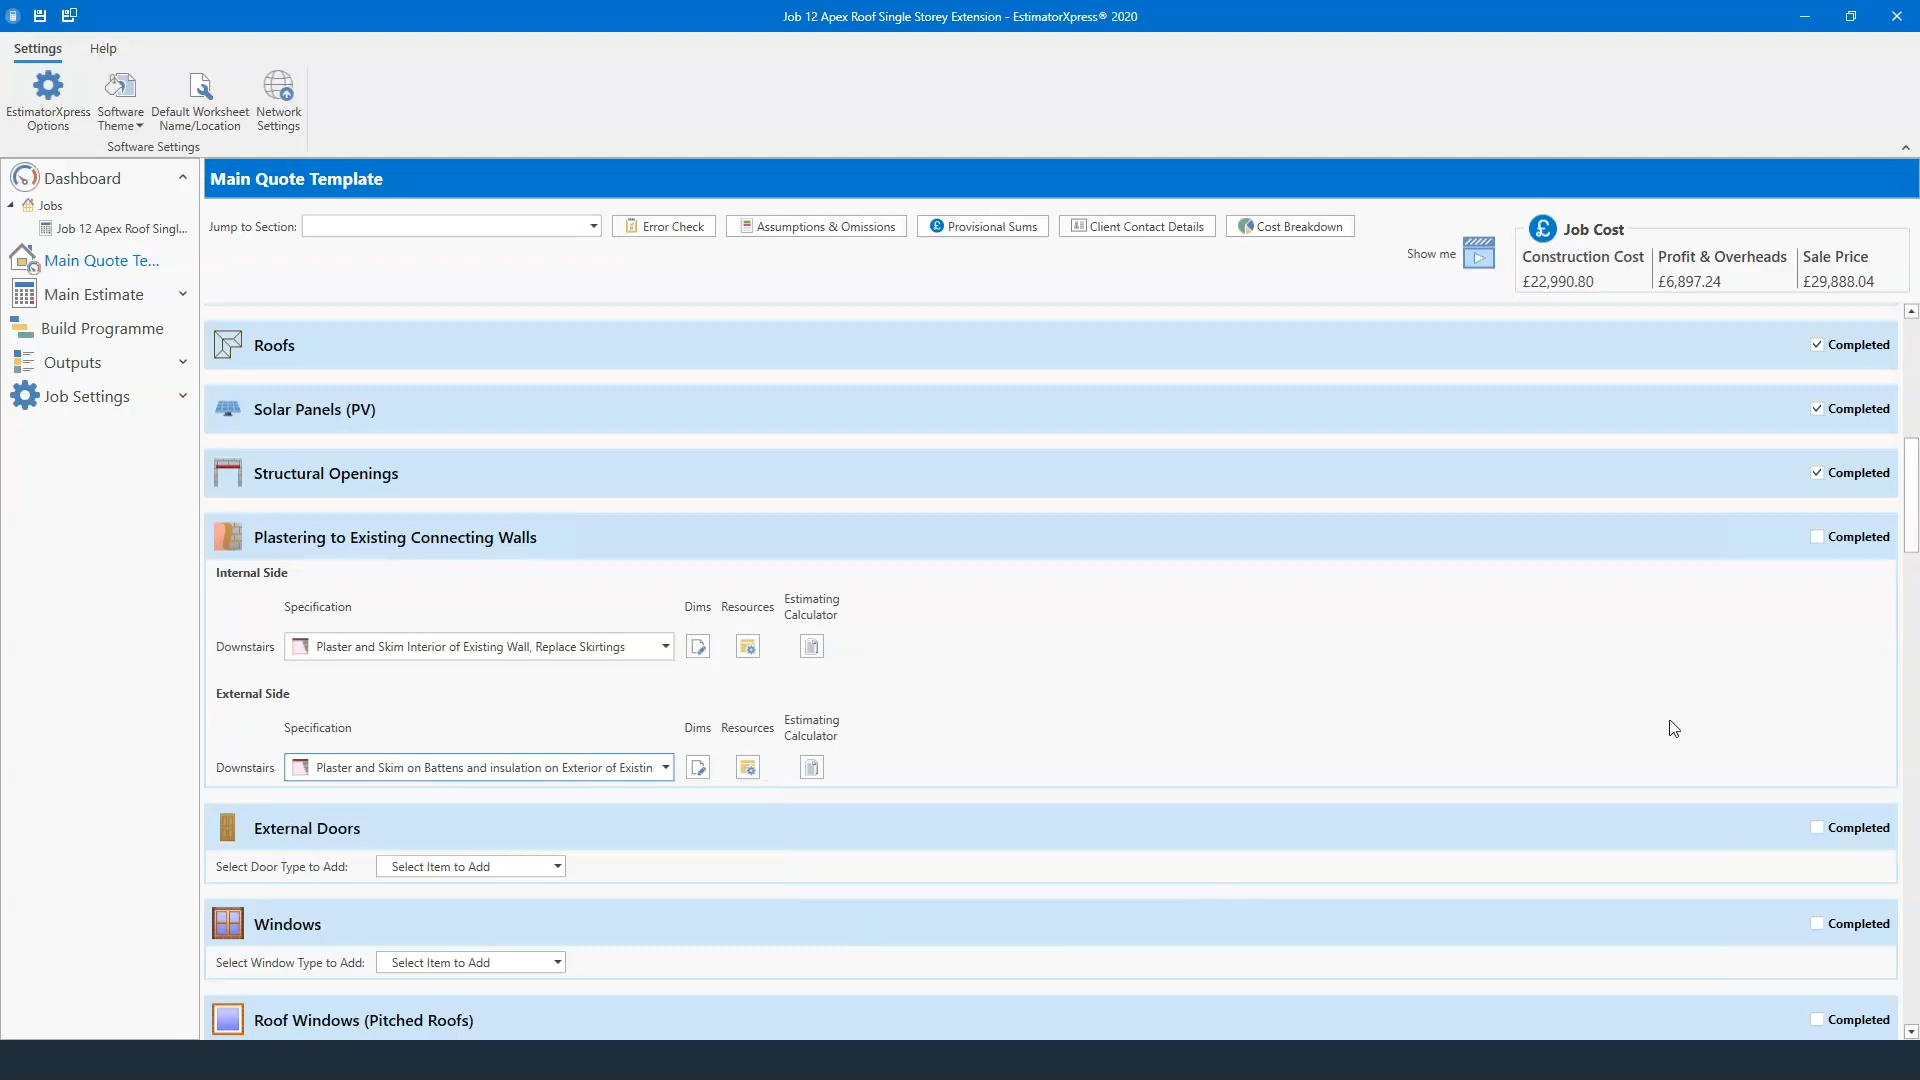 Job 12 Apex Roof Single Storey Extension - EstimatorXpress® 2020
Settings Help
EstimatorXpress Options
Software Theme
Default Worksheet Name/Location
Network Settings
Software Settings
Dashboard
Jobs
Job 12 Apex Roof Singl...
Main Quote Te...
Main Estimate
Build Programme
Outputs
Job Settings
Main Quote Template
Jump to Section:
Error Check
Assumptions & Omissions
Provisional Sums
Client Contact Details
Cost Breakdown
Show me
£ Job Cost
Construction Cost Profit & Overheads Sale Price
£22,990.80 £6,897.24 £29,888.04
Roofs Completed
Solar Panels (PV) Completed
Structural Openings Completed
Plastering to Existing Connecting Walls Completed
Internal Side
Specification Dims Resources Estimating Calculator
Downstairs Plaster and Skim Interior of Existing Wall, Replace Skirtings
External Side
Specification Dims Resources Estimating Calculator
Downstairs Plaster and Skim on Battens and insulation on Exterior of Existin
External Doors Completed
Select Door Type to Add: Select Item to Add
Windows Completed
Select Window Type to Add: Select Item to Add
Roof Windows (Pitched Roofs) Completed